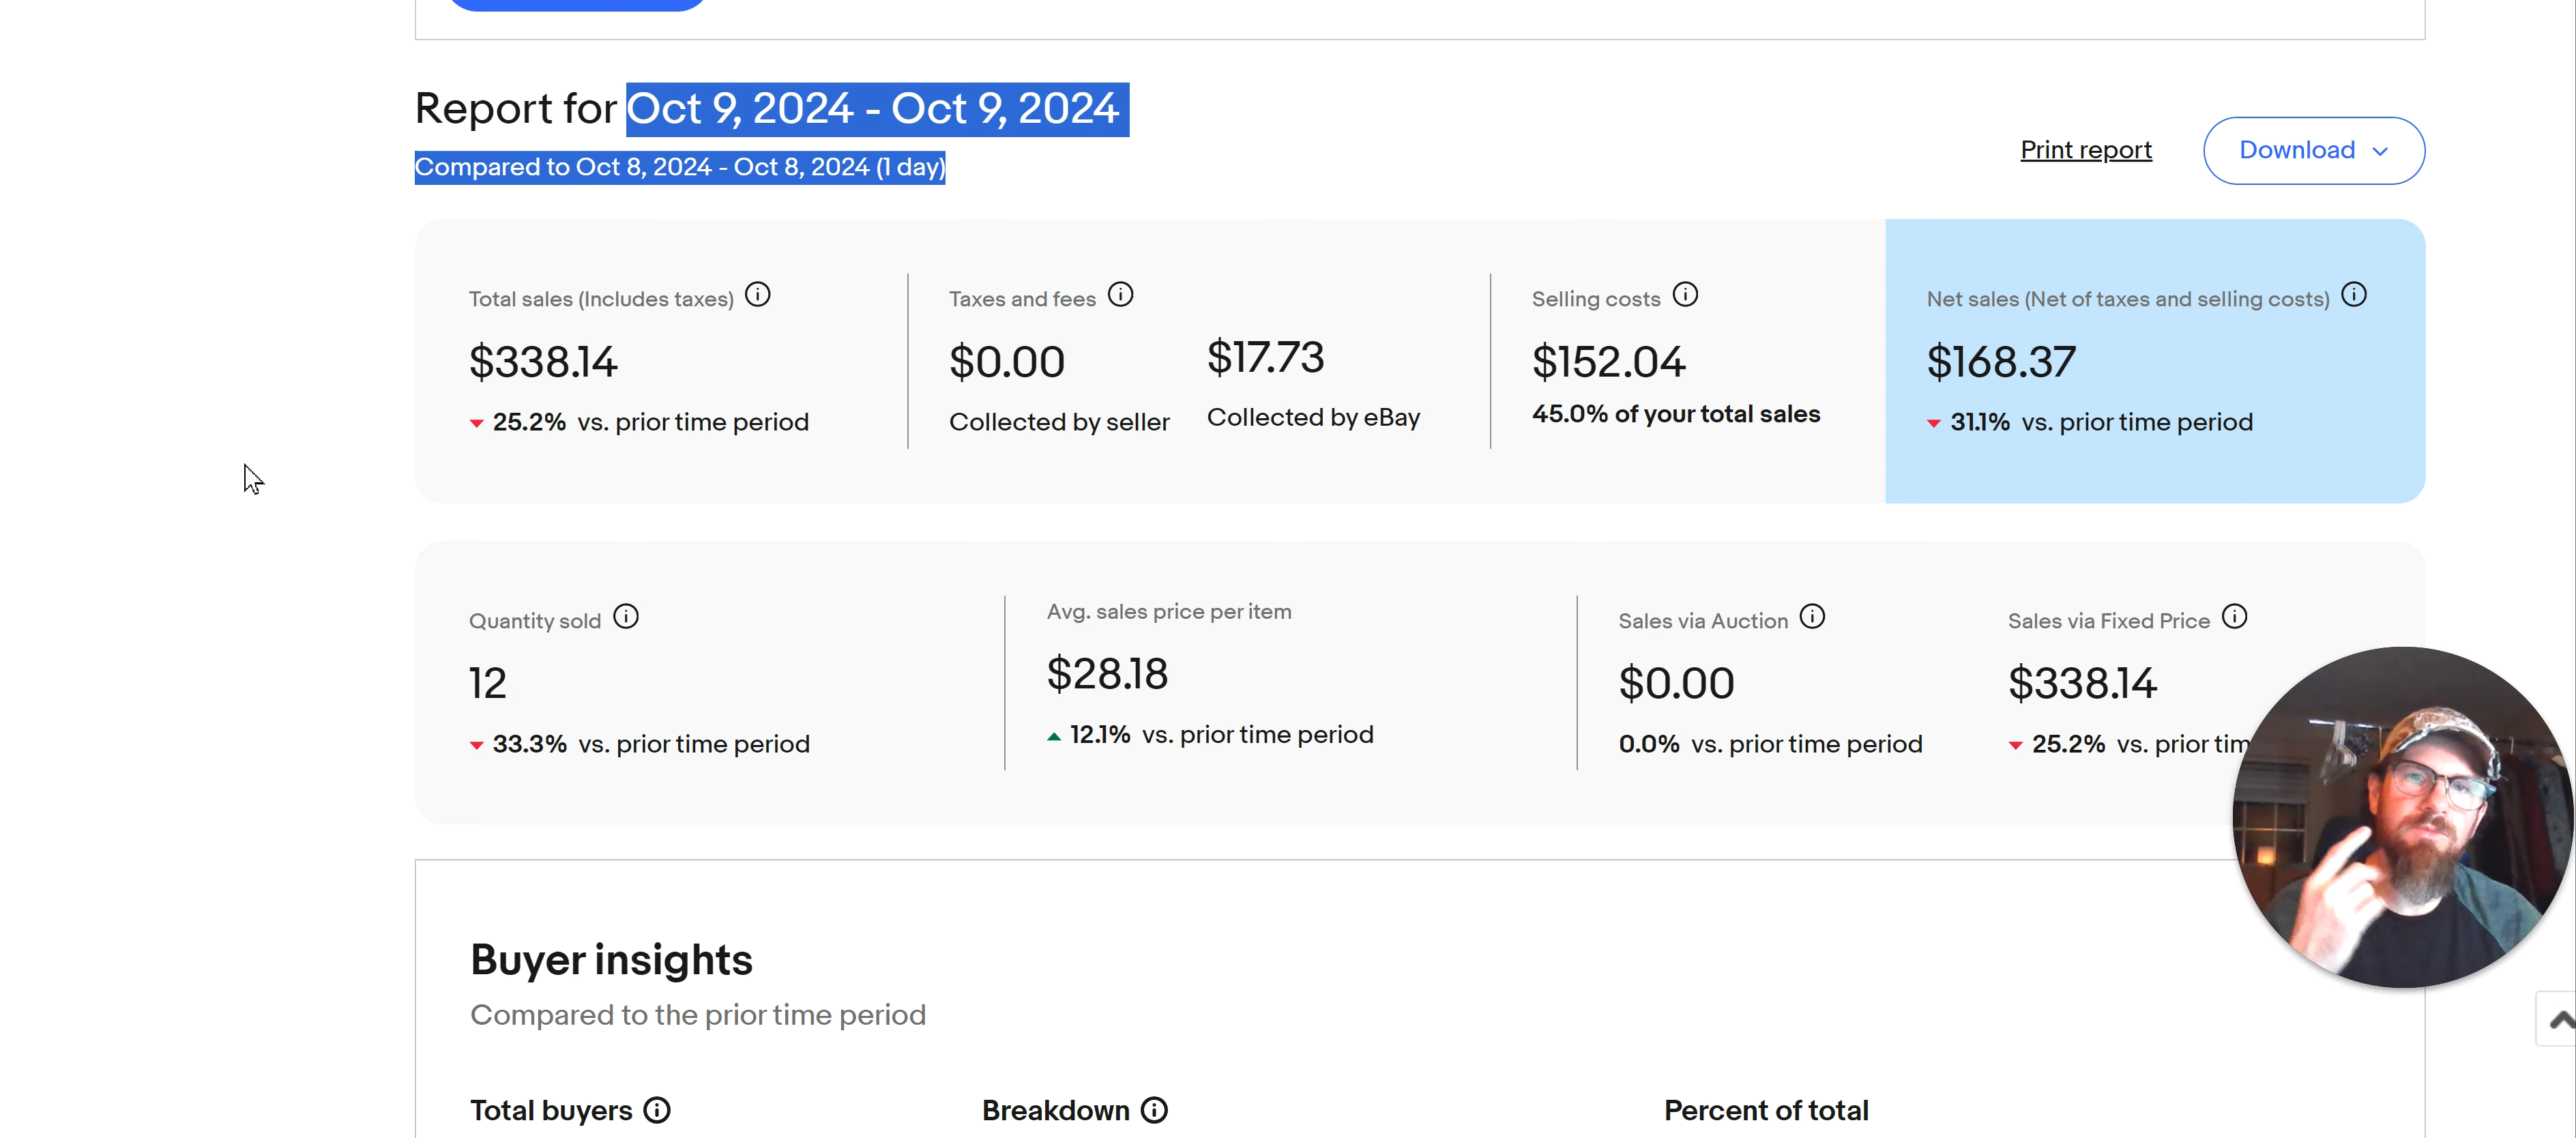 Report for Oct 9, 2024 - Oct 9, 2024
Compared to Oct 8, 2024 - Oct 8, 2024 (1 day)
Print report
Download
Total sales (Includes taxes)
$338.14
25.2% vs. prior time period
Taxes and fees
$0.00
Collected by seller
$17.73
Collected by eBay
Selling costs
$152.04
45.0% of your total sales
Net sales (Net of taxes and selling costs)
$168.37
31.1% vs. prior time period
Quantity sold
12
33.3% vs. prior time period
Avg. sales price per item
$28.18
12.1% vs. prior time period
Sales via Auction
$0.00
0.0% vs. prior time period
Sales via Fixed Price
$338.14
25.2% vs. prior tim
Buyer insights
Compared to the prior time period
Total buyers
Breakdown
Percent of total